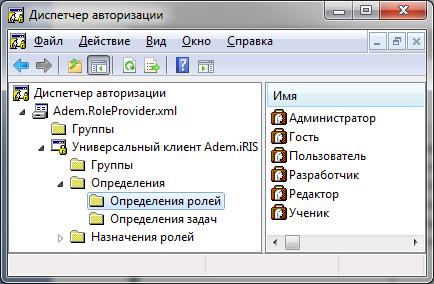 Диспетчер авторизации
Файл Действие Вид Окно Справка
Диспетчер авторизации
Adem.RoleProvider.xml
Группы
Универсальный клиент Adem.iRIS
Группы
Определения
Определения ролей
Определения задач
Назначения ролей
Имя
Администратор
Гость
Пользователь
Разработчик
Редактор
Ученик